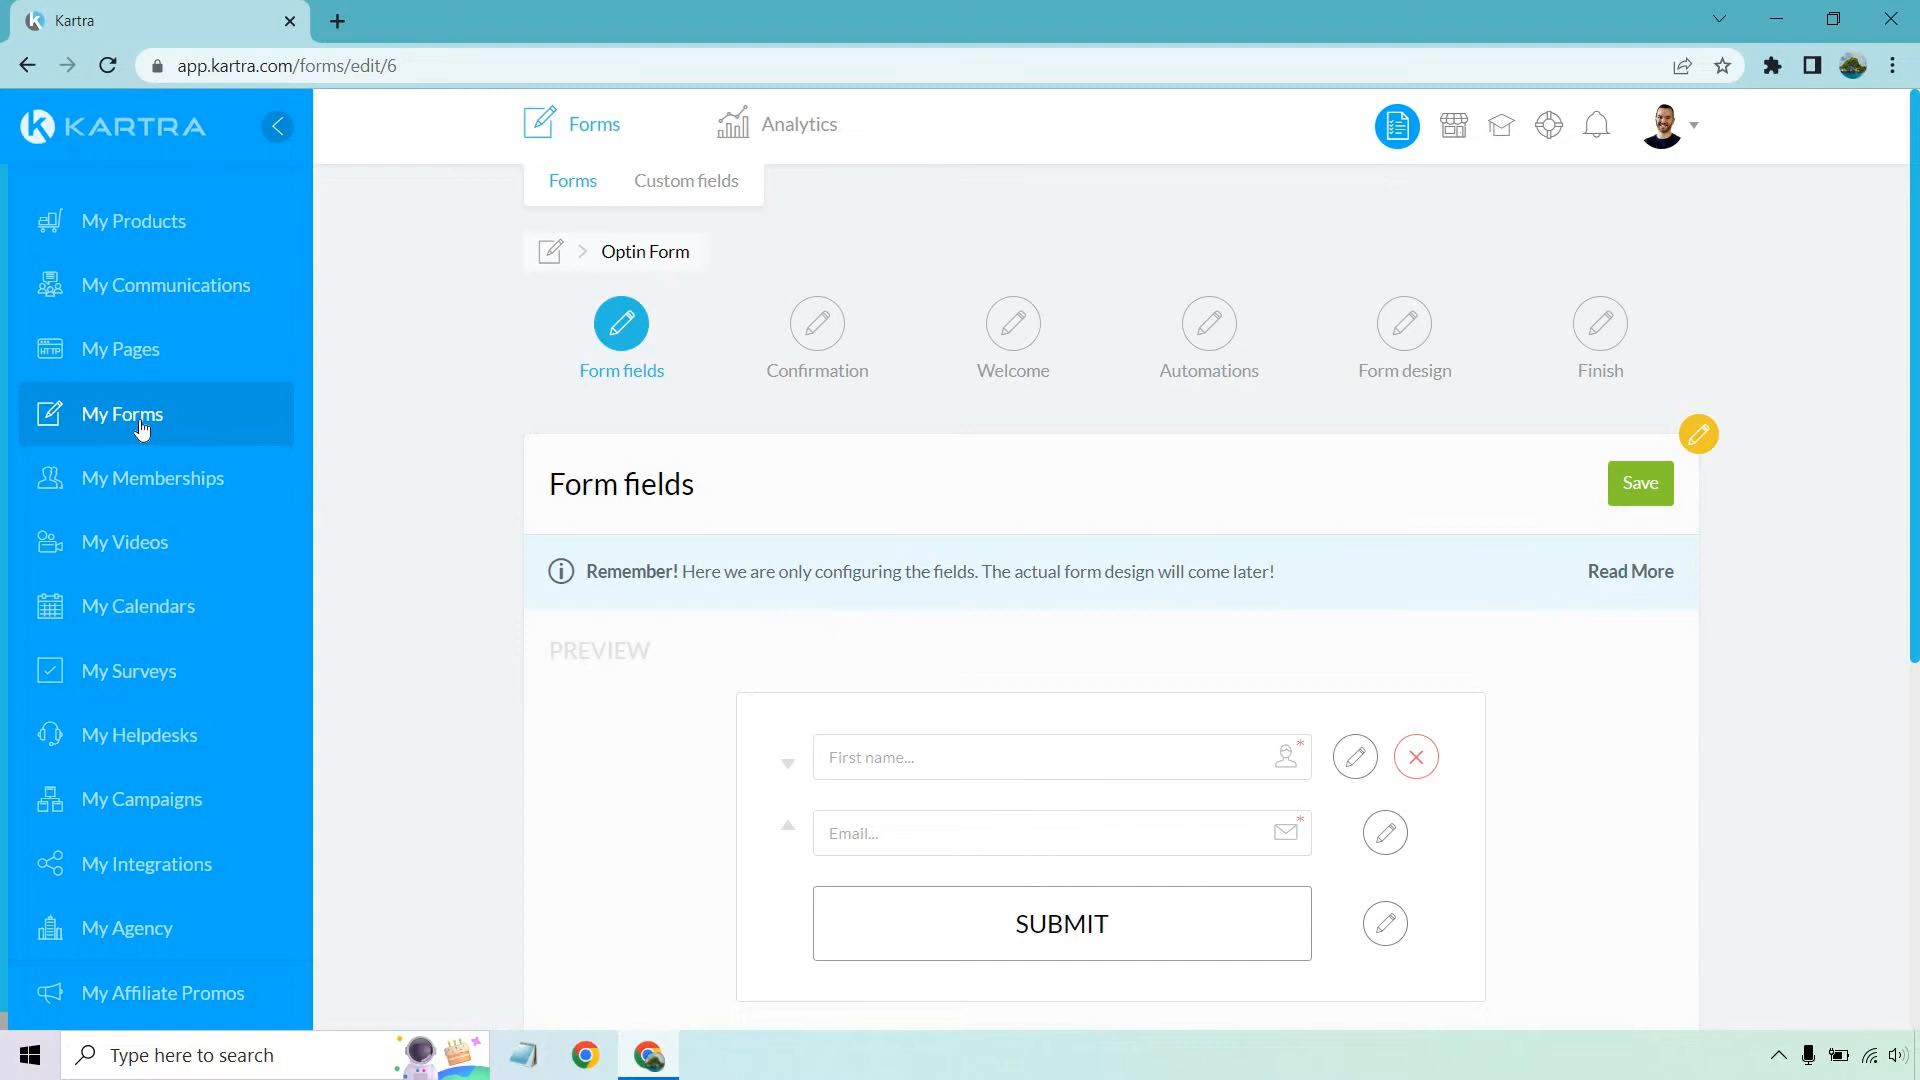 Kartra
app.kartra.com/forms/edit/6
KARTRA
Forms
Analytics
Forms
Custom fields
Optin Form
Form fields
Confirmation
Welcome
Automations
Form design
Finish
My Products
My Communications
HTTP
My Pages
My Forms
My Memberships
My Videos
My Calendars
My Surveys
My Helpdesks
My Campaigns
My Integrations
My Agency
My Affiliate Promos
Form fields
Save
Remember! Here we are only configuring the fields. The actual form design will come later!
Read More
PREVIEW
First name... *
Email... *
SUBMIT
Type here to search